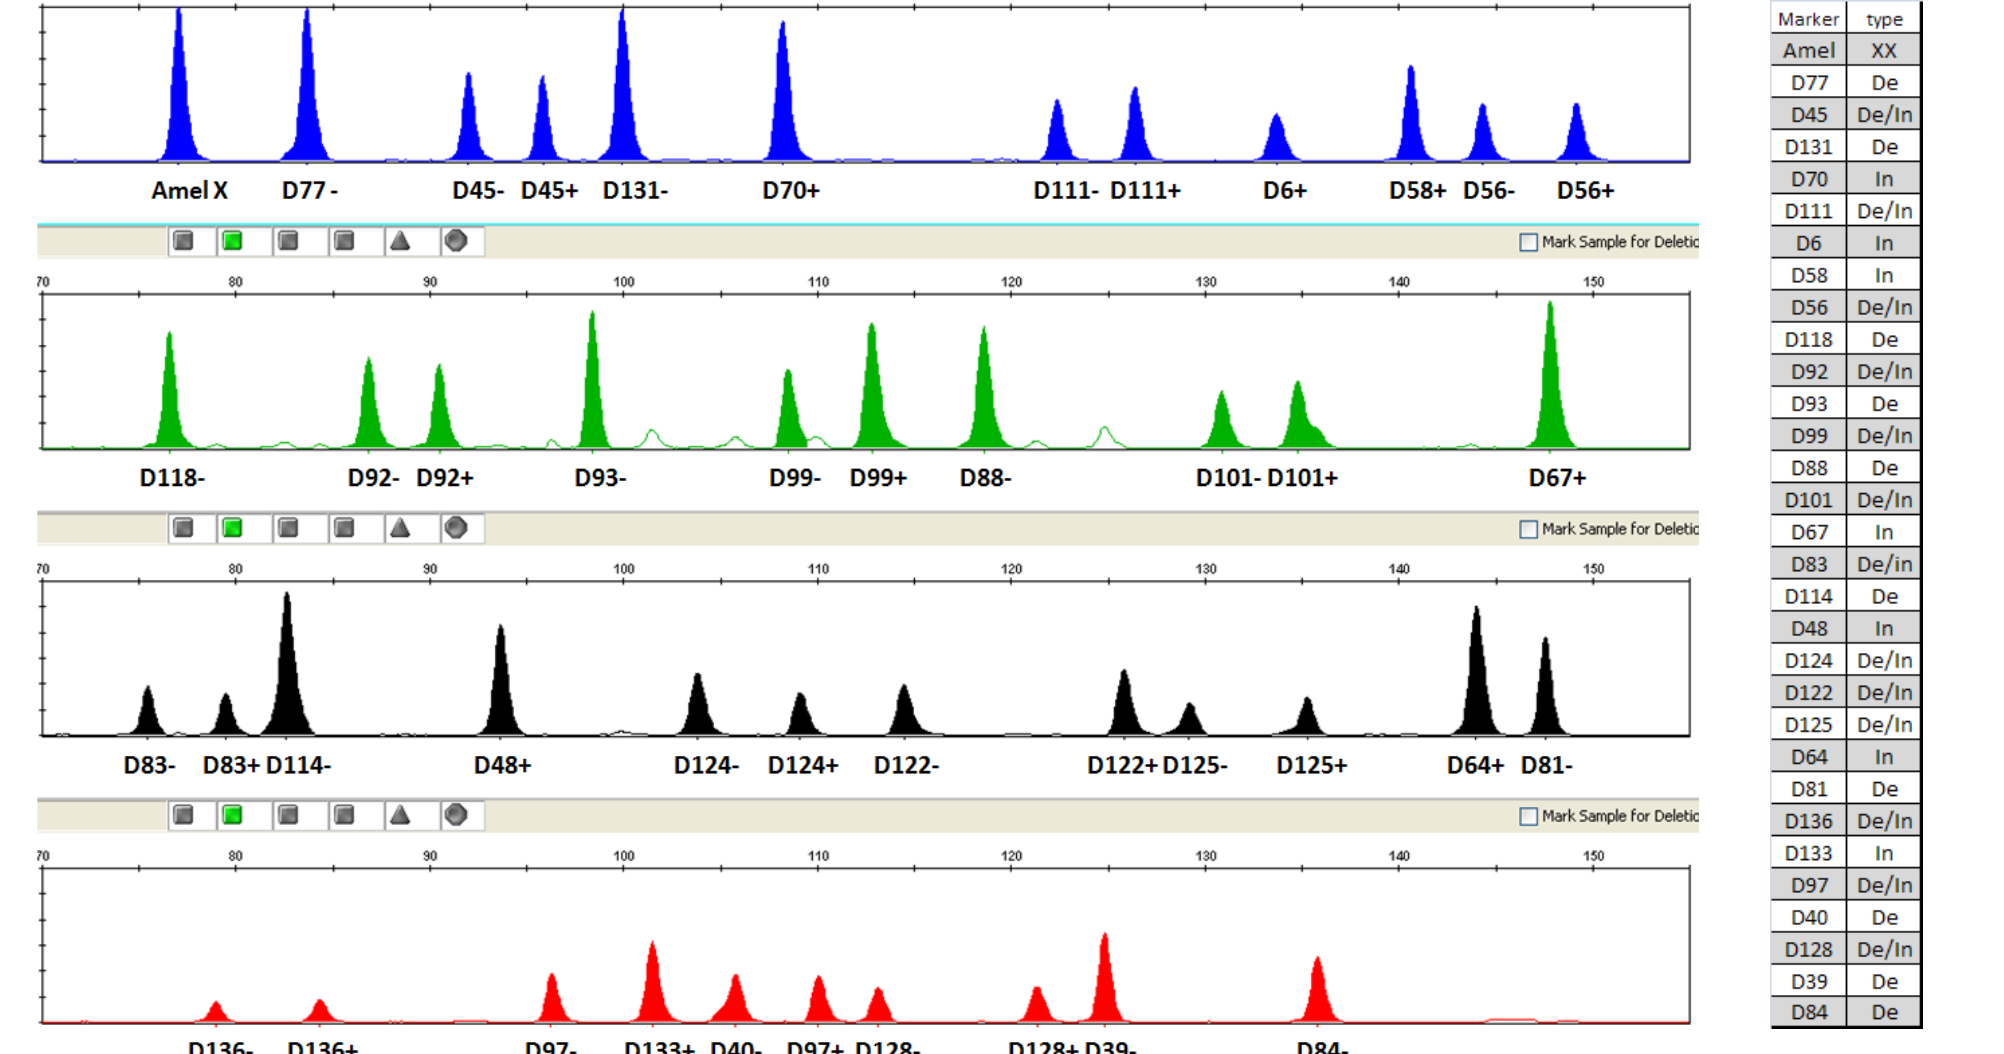 Amel X D77 - D45- D45+ D131- D70+ D111- D111+ D6+ D58+ D56- D56+
Mark Sample for Deletio
70 80 90 100 110 120 130 140 150
D118- D92- D92+ D93- D99- D99+ D88- D101- D101+ D67+
Mark Sample for Deletio
70 80 90 100 110 120 130 140 150
D83- D83+ D114- D48+ D124- D124+ D122- D122+ D125- D125+ D64+ D81-
Mark Sample for Deletio
70 80 90 100 110 120 130 140 150
D136- D136+ D97- D133+ D40- D97+ D128- D128+ D39- D84-
Marker type
Amel XX
D77 De
D45 De/In
D131 De
D70 In
D111 De/In
D6 In
D58 In
D56 De/In
D118 De
D92 De/In
D93 De
D99 De/In
D88 De
D101 De/In
D67 In
D83 De/in
D114 De
D48 In
D124 De/In
D122 De/In
D125 De/In
D64 In
D81 De
D136 De/In
D133 In
D97 De/In
D40 De
D128 De/In
D39 De
D84 De